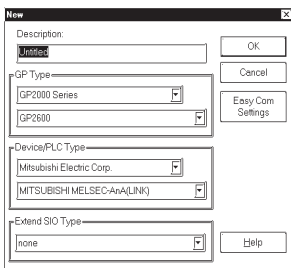 New
Description:
Untitled
OK
GP Type
Cancel
GP2000 Series
GP2600
Easy Com
Settings
Device/PLC Type
Mitsubishi Electric Corp.
MITSUBISHI MELSEC-AnA(LINK)
Extend SIO Type
none
Help